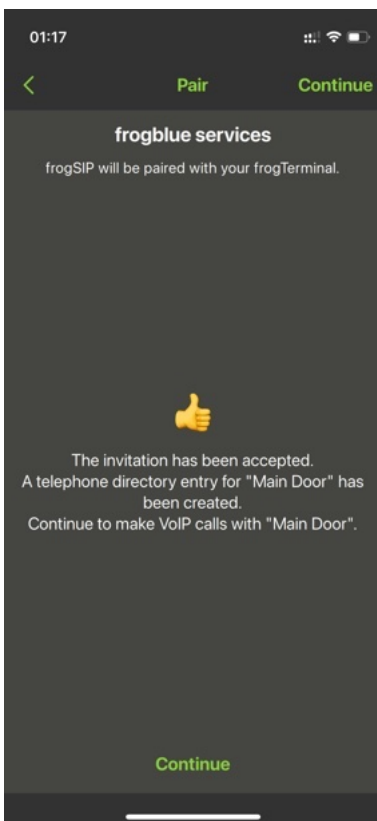 01:17
Pair
Continue
frogblue services
frogSIP will be paired with your frogTerminal.
The invitation has been accepted.
A telephone directory entry for "Main Door" has
been created.
Continue to make VoIP calls with "Main Door".
Continue